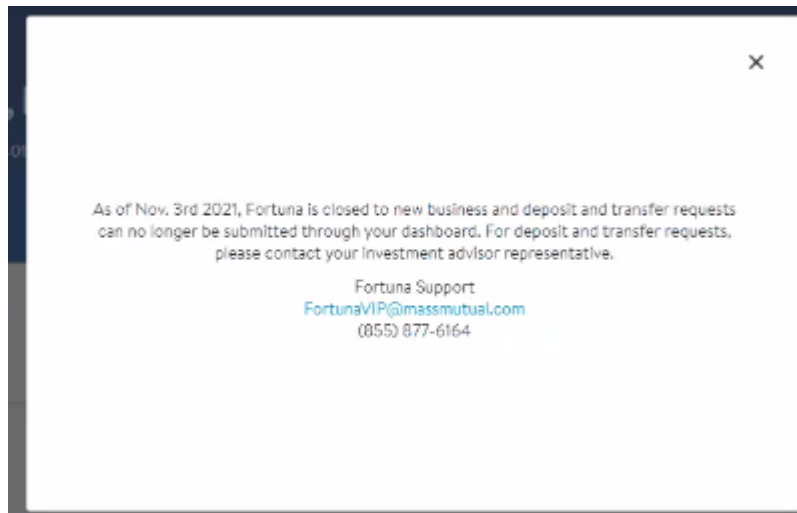 ×
As of Nov. 3rd 2021, Fortuna is closed to new business and deposit and transfer requests
can no longer be submitted through your dashboard. For deposit and transfer requests,
please contact your investment advisor representative.
Fortuna Support
FortunaVIP@massmutual.com
(855) 877-6164